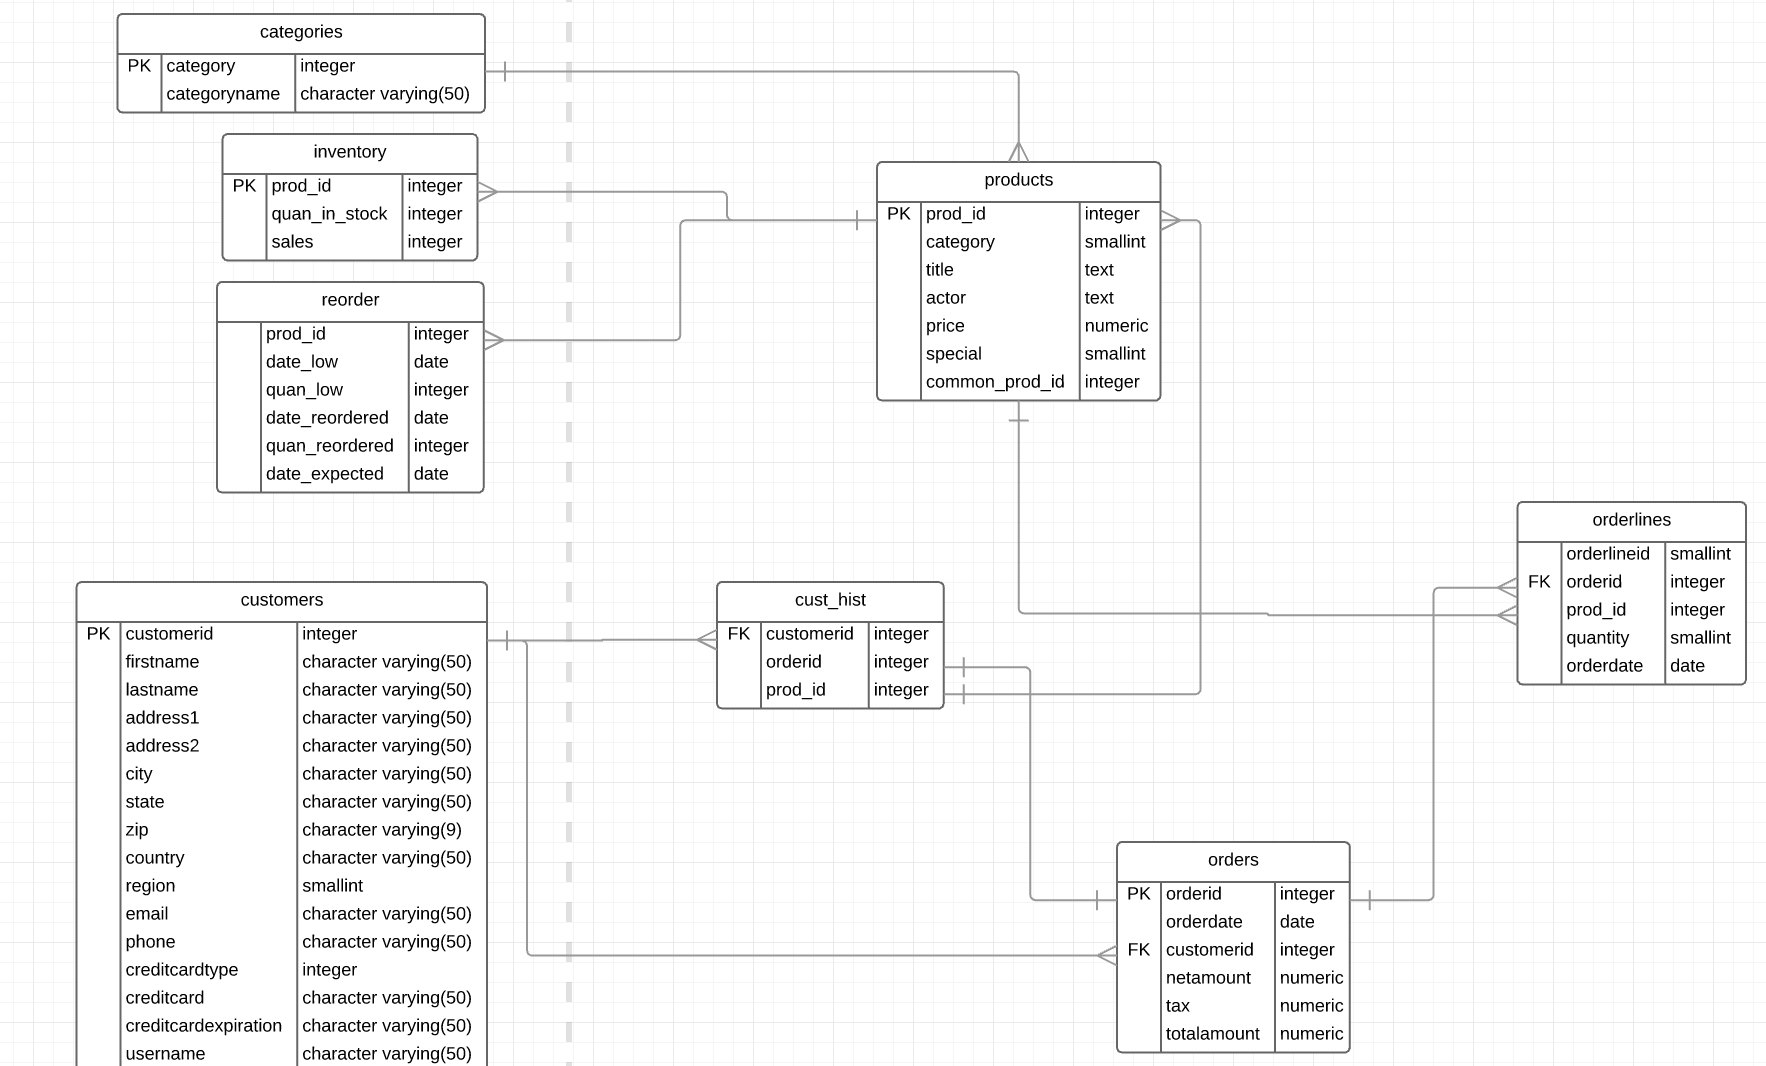 categories
PK category integer
categoryname character varying(50)
inventory
PK prod_id integer
quan_in_stock integer
sales integer
reorder
prod_id integer
date_low date
quan_low integer
date_reordered date
quan_reordered integer
date_expected date
products
PK prod_id integer
category smallint
title text
actor text
price numeric
special smallint
common_prod_id integer
orderlines
orderlineid smallint
FK orderid integer
prod_id integer
quantity smallint
orderdate date
customers
PK customerid integer
firstname character varying(50)
lastname character varying(50)
address1 character varying(50)
address2 character varying(50)
city character varying(50)
state character varying(50)
zip character varying(9)
country character varying(50)
region smallint
email character varying(50)
phone character varying(50)
creditcardtype integer
creditcard character varying(50)
creditcardexpiration character varying(50)
username character varying(50)
cust_hist
FK customerid integer
orderid integer
prod_id integer
orders
PK orderid integer
orderdate date
FK customerid integer
netamount numeric
tax numeric
totalamount numeric